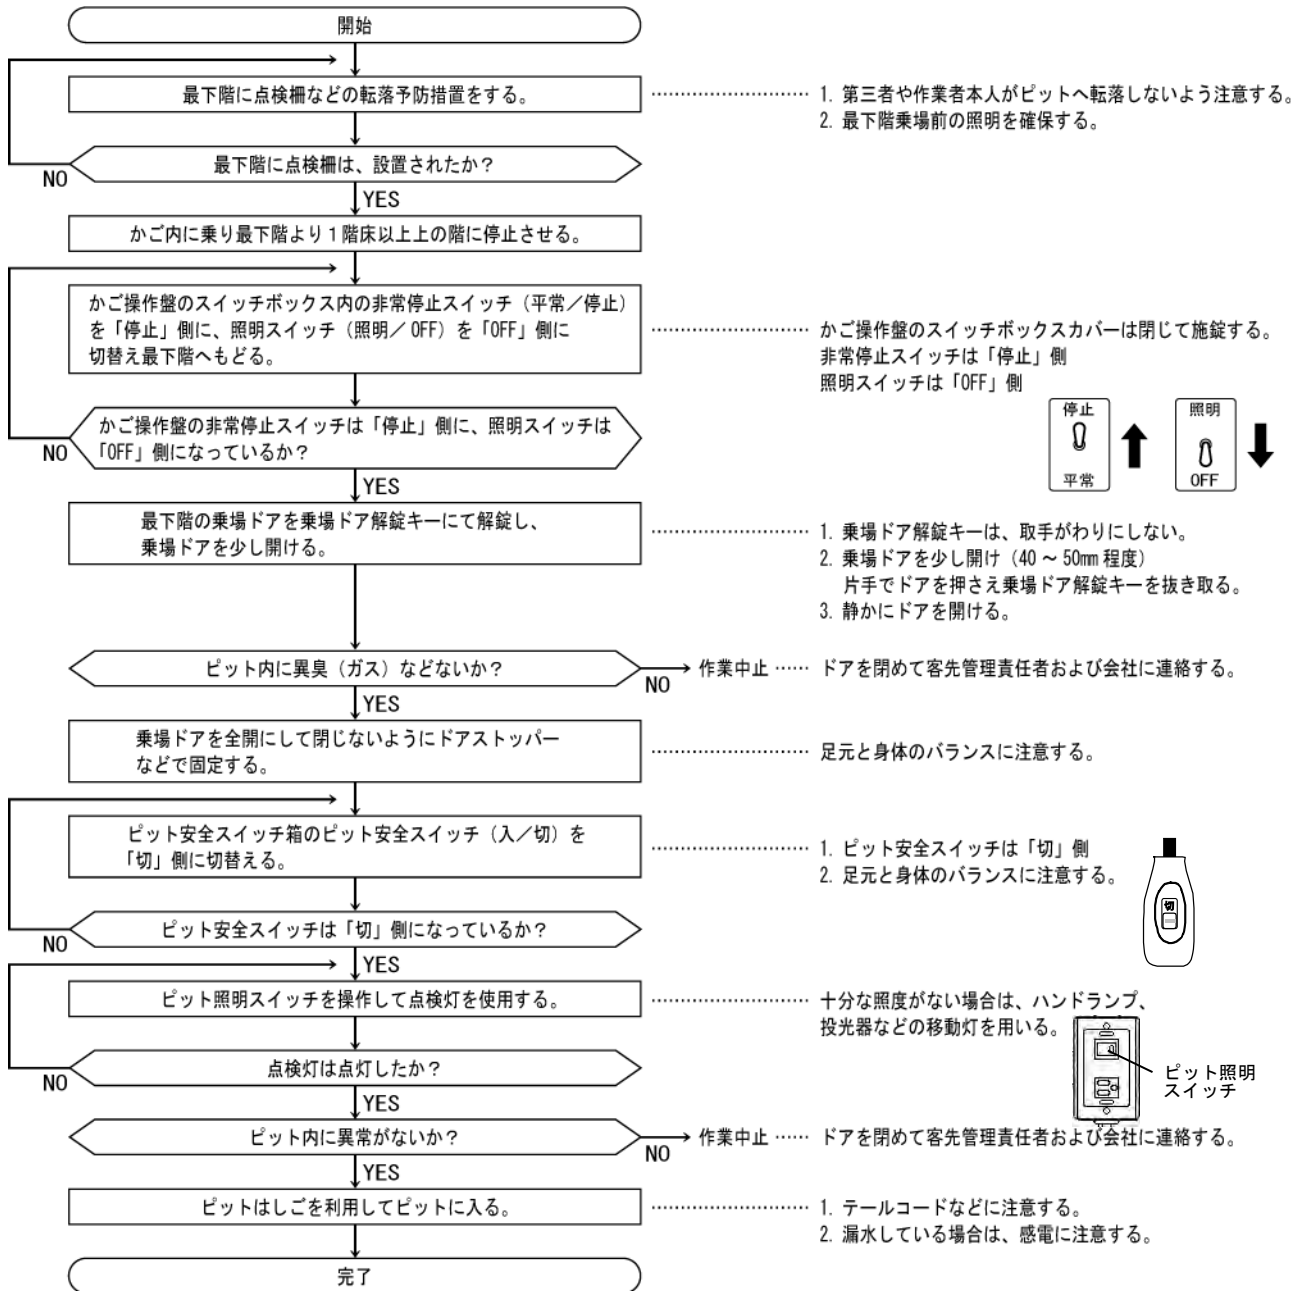 開始
最下階に点検柵などの転落予防措置をする。
1. 第三者や作業者本人がピットへ転落しないよう注意する。
2. 最下階乗場前の照明を確保する。
最下階に点検柵は、設置されたか？
NO
YES
かご内に乗り最下階より１階床以上上の階に停止させる。
かご操作盤のスイッチボックス内の非常停止スイッチ（平常／停止）
を「停止」側に、照明スイッチ（照明／OFF）を「OFF」側に
切替え最下階へもどる。
かご操作盤のスイッチボックスカバーは閉じて施錠する。
非常停止スイッチは「停止」側
照明スイッチは「OFF」側
停止
平常
照明
OFF
かご操作盤の非常停止スイッチは「停止」側に、照明スイッチは
「OFF」側になっているか？
NO
YES
最下階の乗場ドアを乗場ドア解錠キーにて解錠し、
乗場ドアを少し開ける。
1. 乗場ドア解錠キーは、取手がわりにしない。
2. 乗場ドアを少し開け（40～50㎜程度）
片手でドアを押さえ乗場ドア解錠キーを抜き取る。
3. 静かにドアを開ける。
ピット内に異臭（ガス）などないか？
NO
作業中止 …… ドアを閉めて客先管理責任者および会社に連絡する。
YES
乗場ドアを全開にして閉じないようにドアストッパー
などで固定する。
足元と身体のバランスに注意する。
ピット安全スイッチ箱のピット安全スイッチ（入／切）を
「切」側に切替える。
1. ピット安全スイッチは「切」側
2. 足元と身体のバランスに注意する。
切
ピット安全スイッチは「切」側になっているか？
NO
YES
ピット照明スイッチを操作して点検灯を使用する。
十分な照度がない場合は、ハンドランプ、
投光器などの移動灯を用いる。
ピット照明
スイッチ
点検灯は点灯したか？
NO
YES
ピット内に異常がないか？
NO
作業中止 …… ドアを閉めて客先管理責任者および会社に連絡する。
YES
ピットはしごを利用してピットに入る。
1. テールコードなどに注意する。
2. 漏水している場合は、感電に注意する。
完了